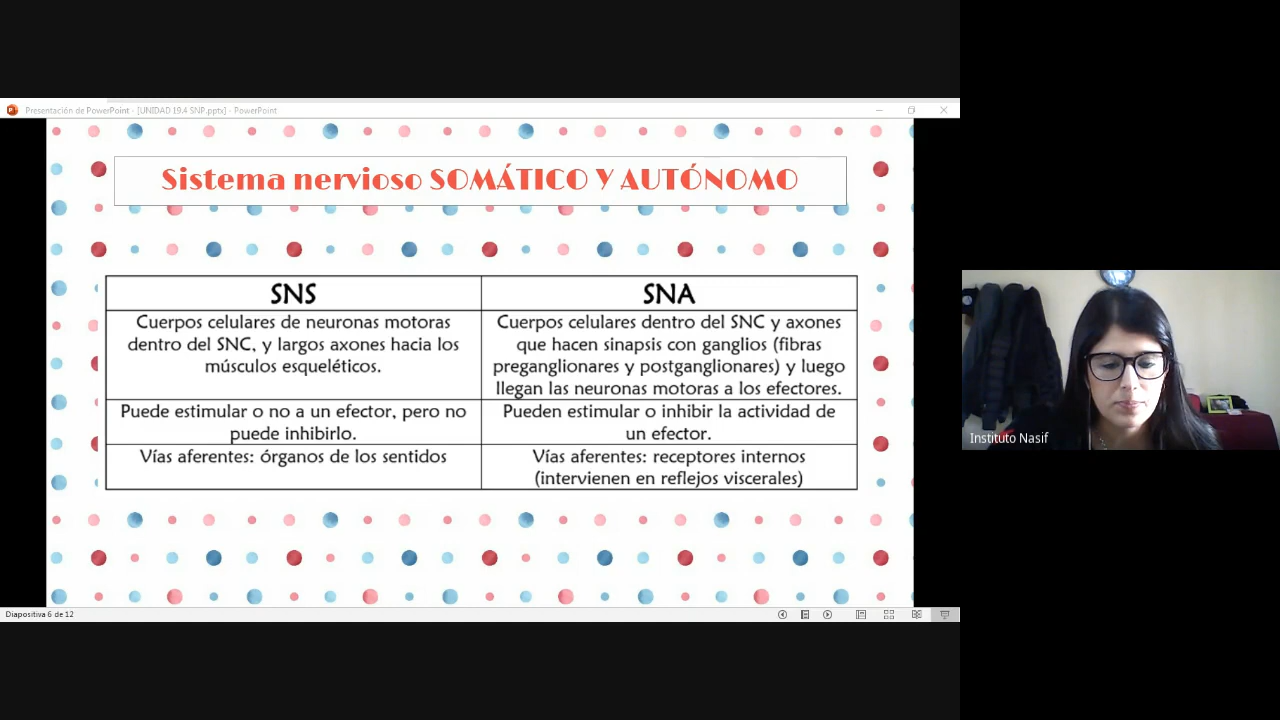 Presentación de PowerPoint - [UNIDAD 19.4 SNP.pptx] - PowerPoint
Sistema nervioso SOMÁTICO Y AUTÓNOMO
SNS
Cuerpos celulares de neuronas motoras
dentro del SNC, y largos axones hacia los
músculos esqueléticos.
Puede estimular o no a un efector, pero no
puede inhibirlo.
Vías aferentes: órganos de los sentidos
SNA
Cuerpos celulares dentro del SNC y axones
que hacen sinapsis con ganglios (fibras
preganglionares y postganglionares) y luego
llegan las neuronas motoras a los efectores.
Pueden estimular o inhibir la actividad de
un efector.
Vías aferentes: receptores internos
(intervienen en reflejos viscerales)
Instituto Nasif
Diapositiva 6 de 12